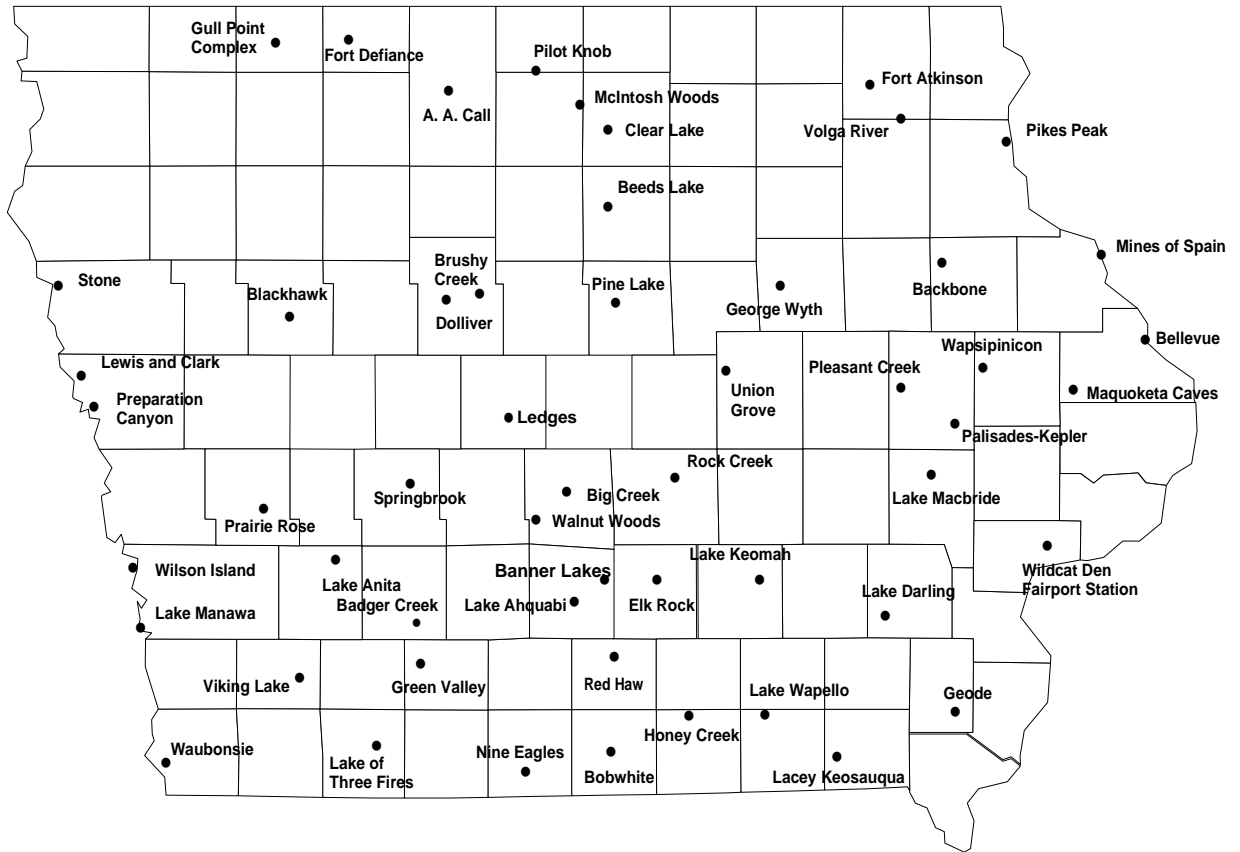 Gull Point
Complex
Fort Defiance
Pilot Knob
A. A. Call
McIntosh Woods
Clear Lake
Fort Atkinson
Volga River
Pikes Peak
Beeds Lake
Mines of Spain
Stone
Blackhawk
Brushy
Creek
Dolliver
Pine Lake
George Wyth
Backbone
Bellevue
Lewis and Clark
Preparation
Canyon
Ledges
Union
Grove
Pleasant Creek
Wapsipinicon
Maquoketa Caves
Palisades-Kepler
Prairie Rose
Springbrook
Big Creek
Walnut Woods
Rock Creek
Lake Macbride
Wilson Island
Lake Manawa
Lake Anita
Badger Creek
Banner Lakes
Lake Ahquabi
Elk Rock
Lake Keomah
Lake Darling
Wildcat Den
Fairport Station
Viking Lake
Green Valley
Red Haw
Lake Wapello
Geode
Honey Creek
Waubonsie
Lake of
Three Fires
Nine Eagles
Bobwhite
Lacey Keosauqua